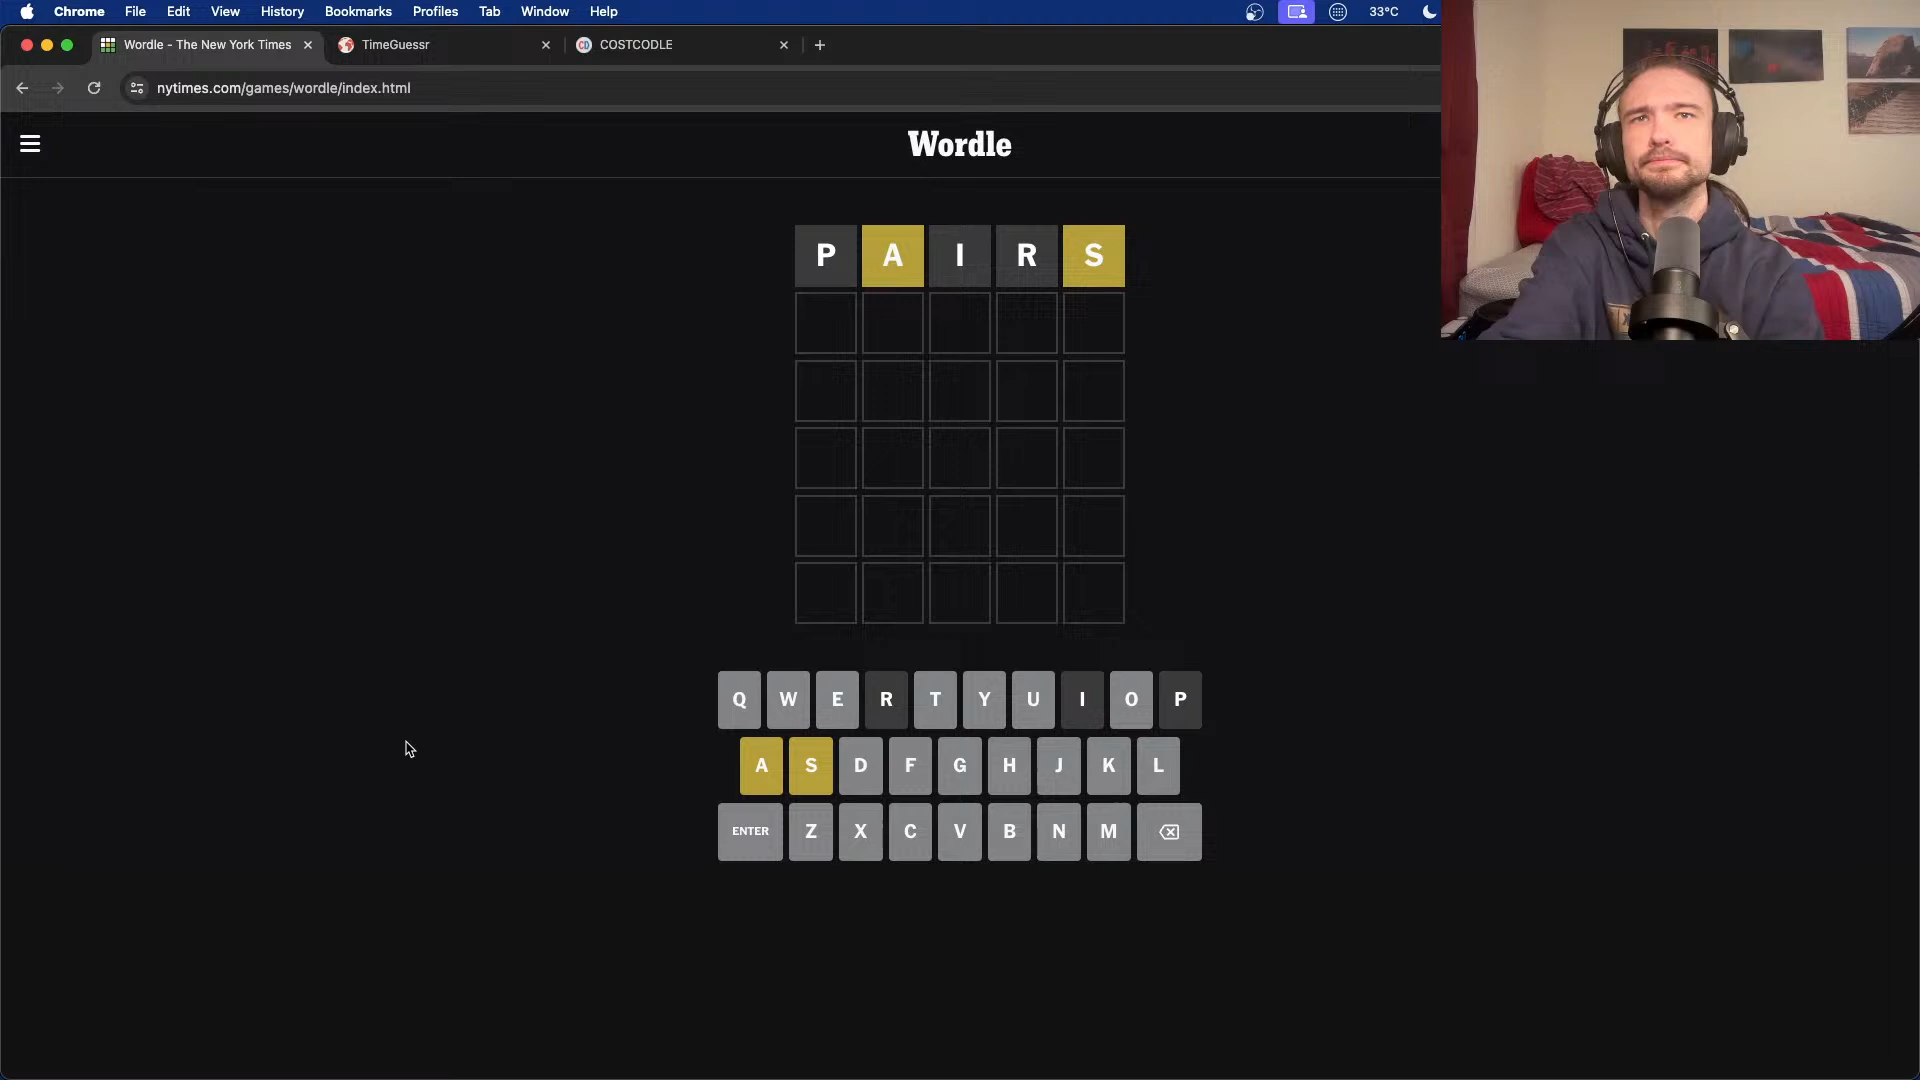 Chrome File Edit View History Bookmarks Profiles Tab Window Help 33°C
Wordle - The New York Times TimeGuessr CD COSTCODLE
nytimes.com/games/wordle/index.html
Wordle
P A I R S
Q W E R T Y U I O P
A S D F G H J K L
ENTER Z X C V B N M